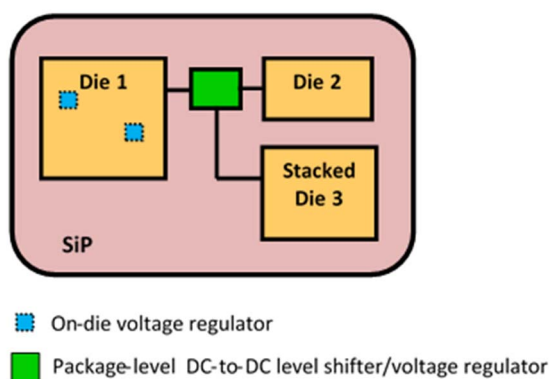 Die 1
Die 2
Stacked
Die 3
SiP
On-die voltage regulator
Package-level DC-to-DC level shifter/voltage regulator